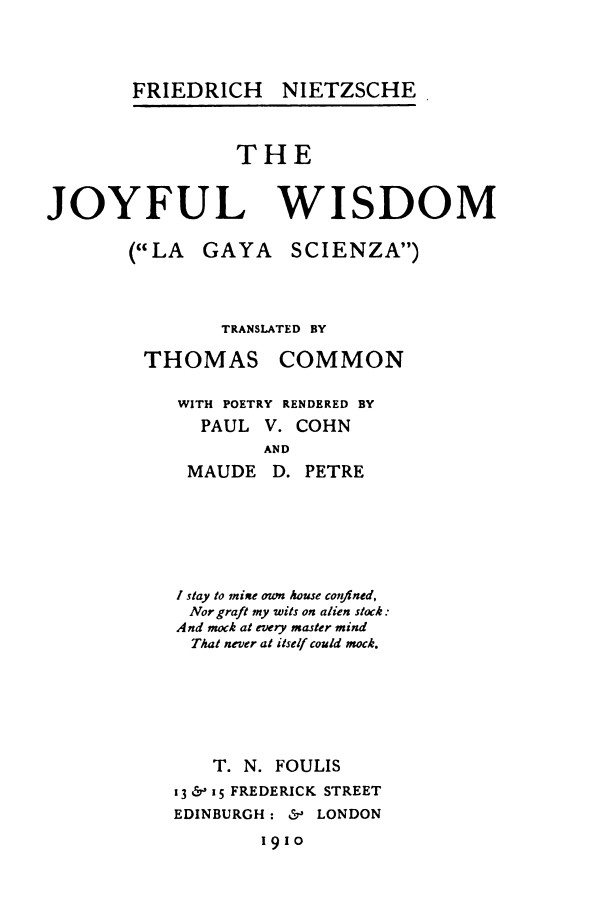 FRIEDRICH NIETZSCHE
THE
JOYFUL WISDOM
(“LA GAYA SCIENZA”)
TRANSLATED BY
THOMAS COMMON
WITH POETRY RENDERED BY
PAUL V. COHN
AND
MAUDE D. PETRE
I stay to mine own house confined,
Nor graft my wits on alien stock:
And mock at every master mind
That never at itself could mock.
T. N. FOULIS
13 & 15 FREDERICK STREET
EDINBURGH: & LONDON
1910